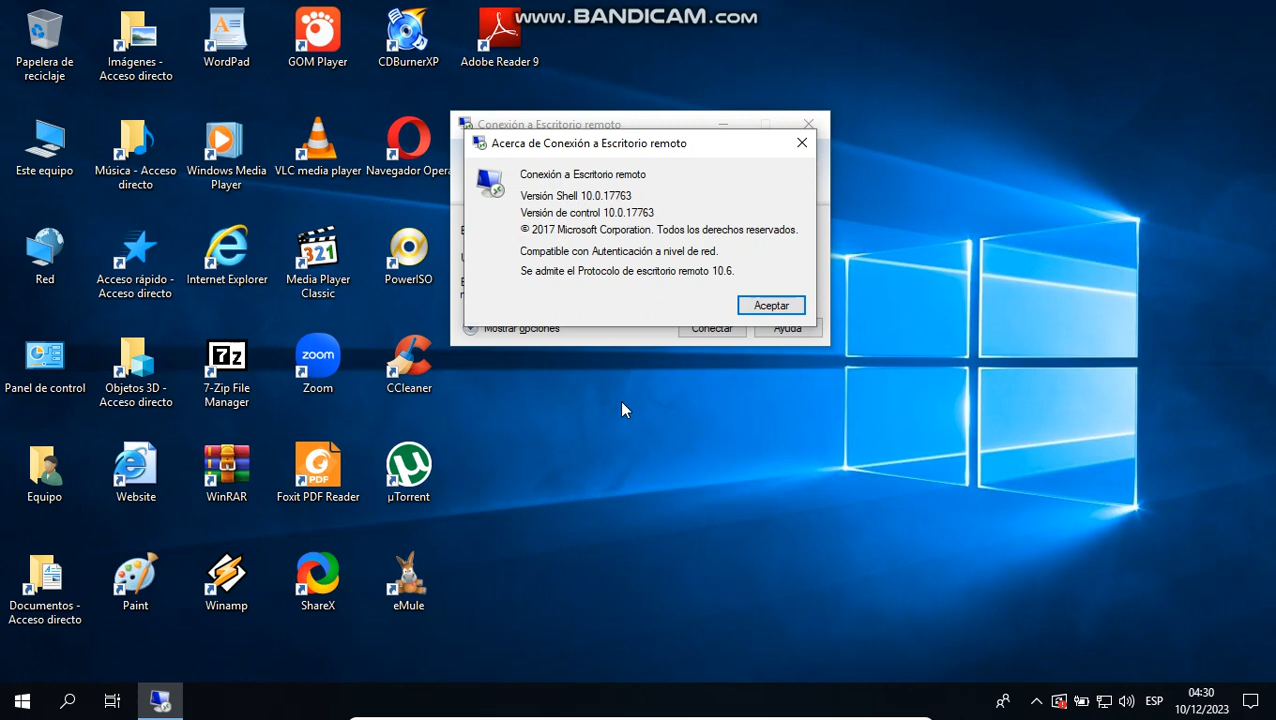 www.BANDICAM.com
Papelera de
reciclaje
Imágenes -
Acceso directo
WordPad
GOM Player
CDBurnerXP
Adobe Reader 9
Este equipo
Música - Acceso
directo
Windows Media
Player
VLC media player
Navegador Opera
Red
Acceso rápido -
Acceso directo
Internet Explorer
321
Media Player
Classic
PowerISO
Panel de control
Objetos 3D -
Acceso directo
7z
7-Zip File
Manager
zoom
Zoom
CCleaner
Equipo
Website
WinRAR
PDF
Foxit PDF Reader
µTorrent
Documentos -
Acceso directo
Paint
Winamp
ShareX
eMule
Conexión a Escritorio remoto
Acerca de Conexión a Escritorio remoto
Conexión a Escritorio remoto
Versión Shell 10.0.17763
Versión de control 10.0.17763
© 2017 Microsoft Corporation. Todos los derechos reservados.
Compatible con Autenticación a nivel de red.
Se admite el Protocolo de escritorio remoto 10.6.
Aceptar
Mostrar opciones
Conectar
Ayuda
ESP
04:30
10/12/2023